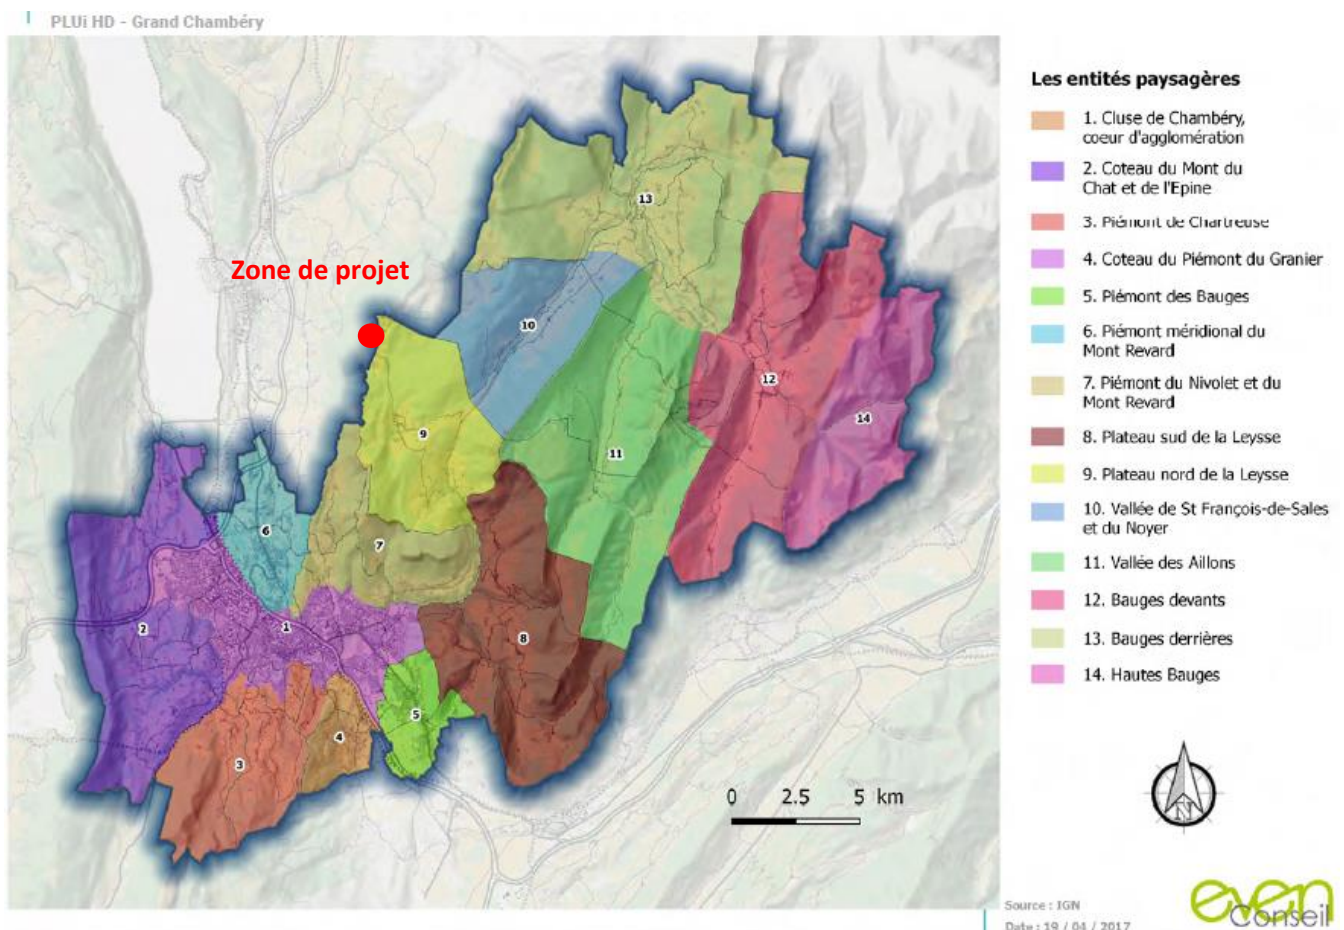 PLUi HD - Grand Chambéry
Zone de projet
13
10
12
14
9
11
6
7
2
1
8
5
4
3
0 2.5 5 km
Les entités paysagères
1. Cluse de Chambéry,
coeur d'agglomération
2. Coteau du Mont du
Chat et de l'Epine
3. Piémont de Chartreuse
4. Coteau du Piémont du Granier
5. Piémont des Bauges
6. Piémont méridional du
Mont Revard
7. Piémont du Nivolet et du
Mont Revard
8. Plateau sud de la Leysse
9. Plateau nord de la Leysse
10. Vallée de St François-de-Sales
et du Noyer
11. Vallée des Aillons
12. Bauges devants
13. Bauges derrières
14. Hautes Bauges
N
Source : IGN
Date : 19 / 04 / 2017
even
Conseil